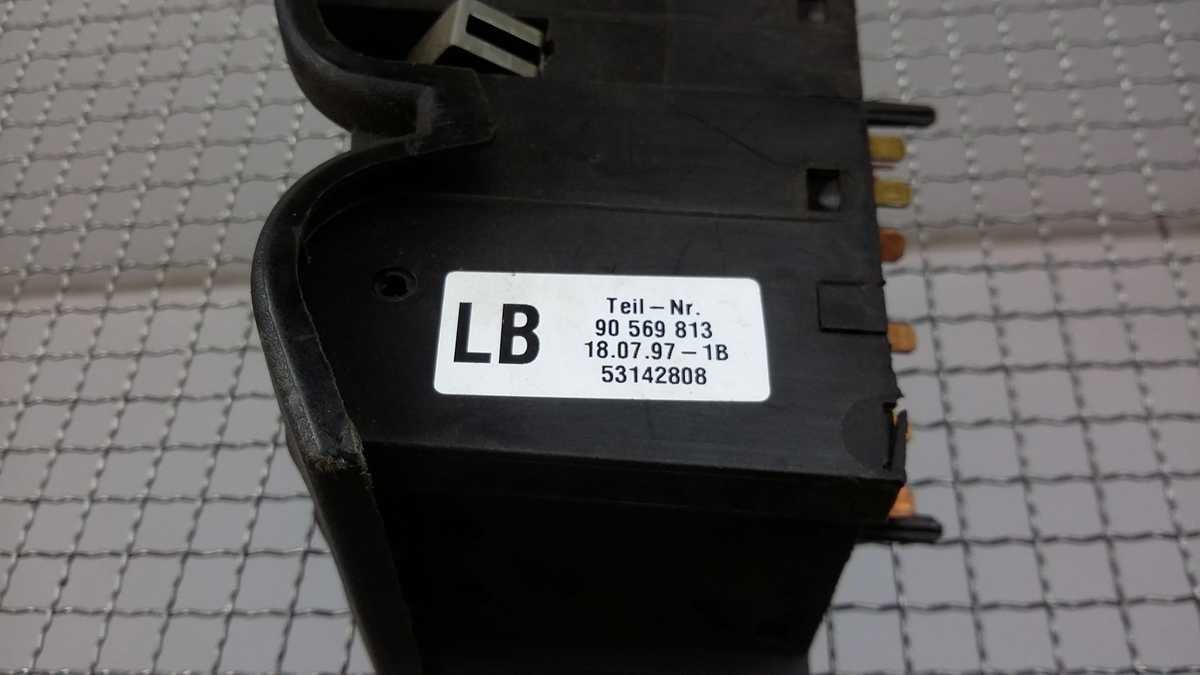 LB
Teil-Nr.
90 569 813
18.07.97-1B
53142808